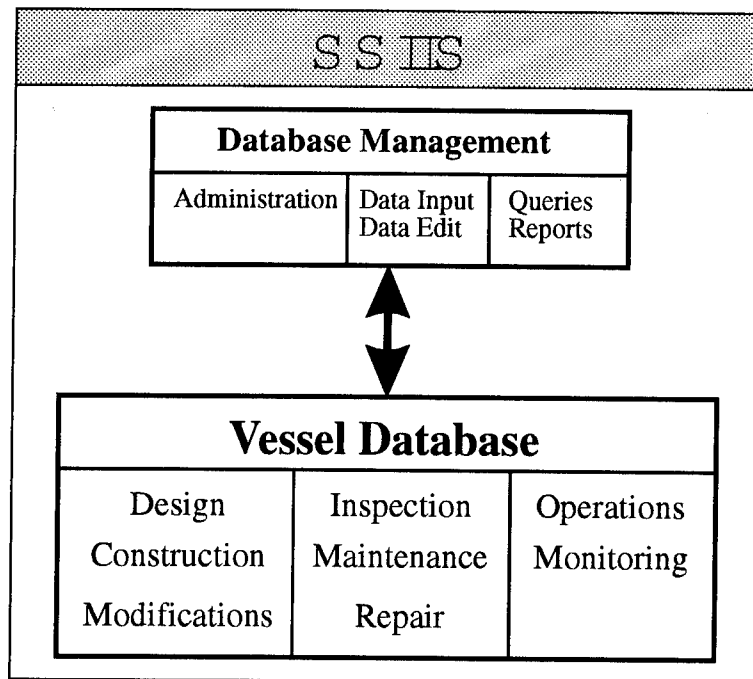 SSIIS
Database Management
Administration
Data Input
Data Edit
Queries
Reports
Vessel Database
Design
Construction
Modifications
Inspection
Maintenance
Repair
Operations
Monitoring